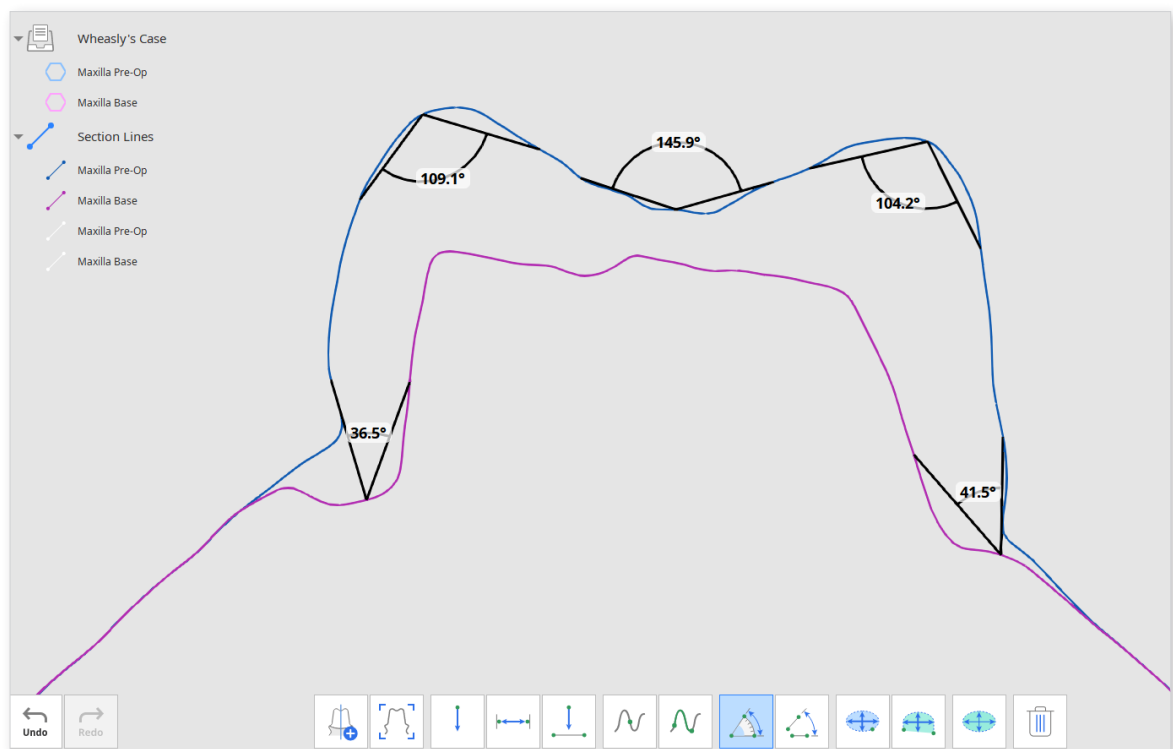 Wheasly's Case
Maxilla Pre-Op
Maxilla Base
Section Lines
Maxilla Pre-Op
Maxilla Base
Maxilla Pre-Op
Maxilla Base
145.9°
109.1°
104.2°
36.5°
41.5°
Undo
Redo